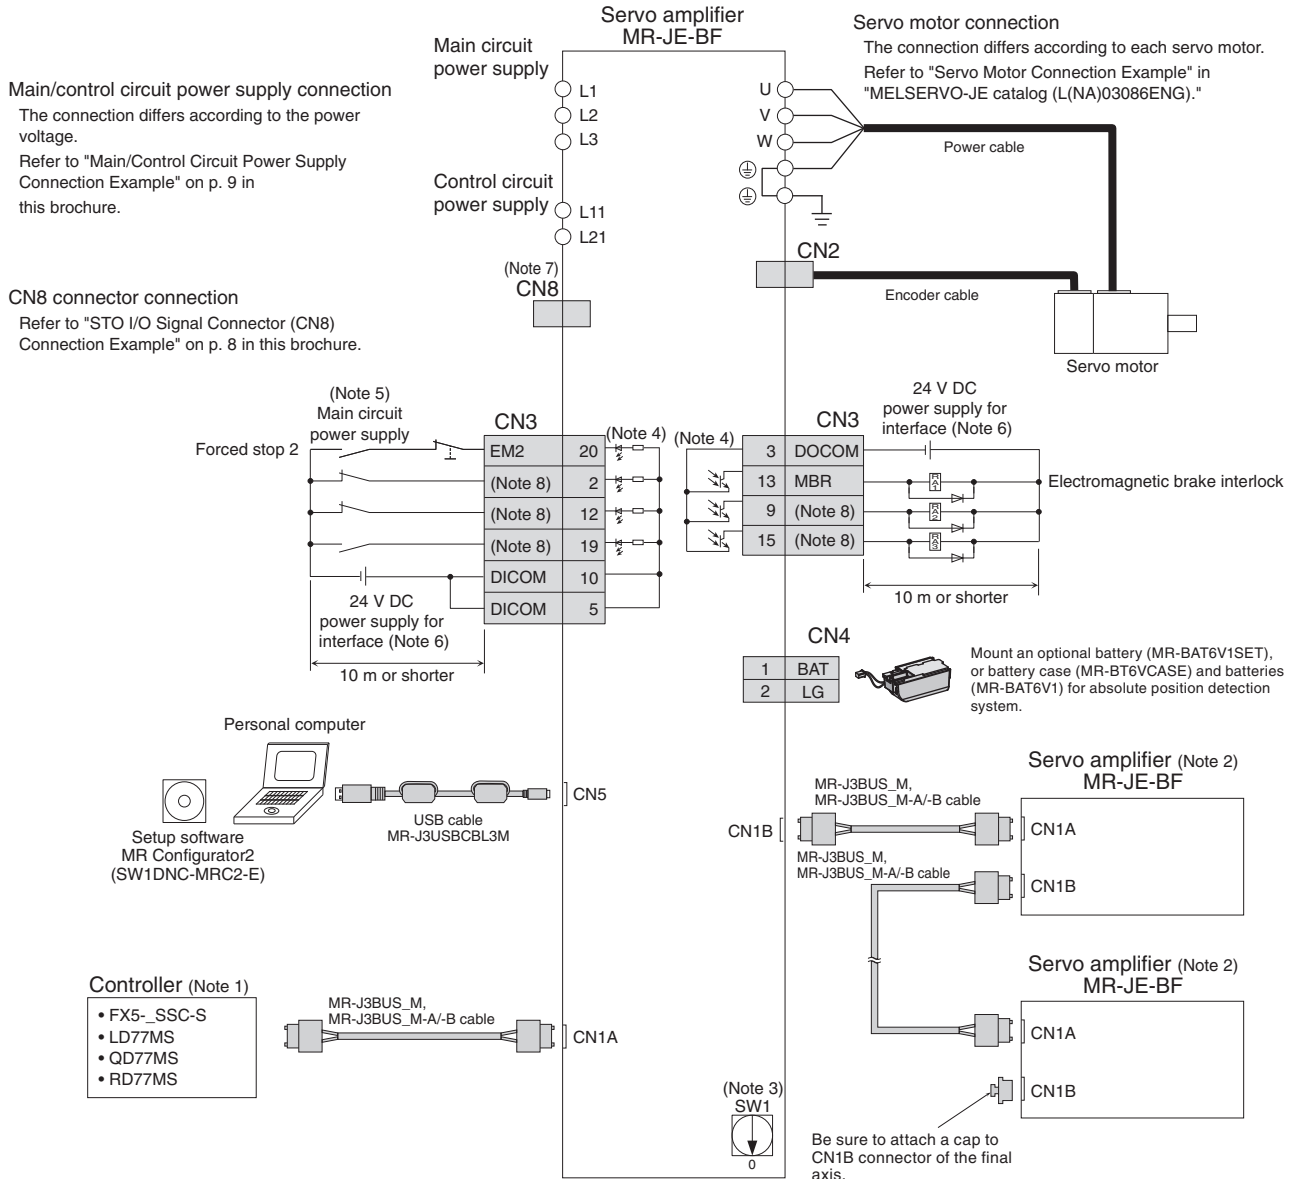 Servo amplifier
MR-JE-BF
Main circuit
power supply
L1
L2
L3
Control circuit
power supply
L11
L21
Main/control circuit power supply connection
The connection differs according to the power
voltage.
Refer to "Main/Control Circuit Power Supply
Connection Example" on p. 9 in
this brochure.
Servo motor connection
The connection differs according to each servo motor.
Refer to "Servo Motor Connection Example" in
"MELSERVO-JE catalog (L(NA)03086ENG)."
U
V
W
Power cable
CN2
Encoder cable
Servo motor
(Note 7)
CN8
CN8 connector connection
Refer to "STO I/O Signal Connector (CN8)
Connection Example" on p. 8 in this brochure.
(Note 5)
Main circuit
power supply
Forced stop 2
CN3
(Note 4)
EM2 20
(Note 8) 2
(Note 8) 12
(Note 8) 19
DICOM 10
DICOM 5
24 V DC
power supply for
interface (Note 6)
10 m or shorter
(Note 4)
CN3
3 DOCOM
13 MBR
9 (Note 8)
15 (Note 8)
24 V DC
power supply for
interface (Note 6)
RA1
RA2
RA3
Electromagnetic brake interlock
10 m or shorter
CN4
1 BAT
2 LG
Mount an optional battery (MR-BAT6V1SET),
or battery case (MR-BT6VCASE) and batteries
(MR-BAT6V1) for absolute position detection
system.
Personal computer
Setup software
MR Configurator2
(SW1DNC-MRC2-E)
USB cable
MR-J3USBCBL3M
CN5
CN1B
MR-J3BUS_M,
MR-J3BUS_M-A/-B cable
MR-J3BUS_M,
MR-J3BUS_M-A/-B cable
Servo amplifier (Note 2)
MR-JE-BF
CN1A
CN1B
Servo amplifier (Note 2)
MR-JE-BF
CN1A
CN1B
Be sure to attach a cap to
CN1B connector of the final
axis.
Controller (Note 1)
• FX5-_SSC-S
• LD77MS
• QD77MS
• RD77MS
MR-J3BUS_M,
MR-J3BUS_M-A/-B cable
CN1A
(Note 3)
SW1
0